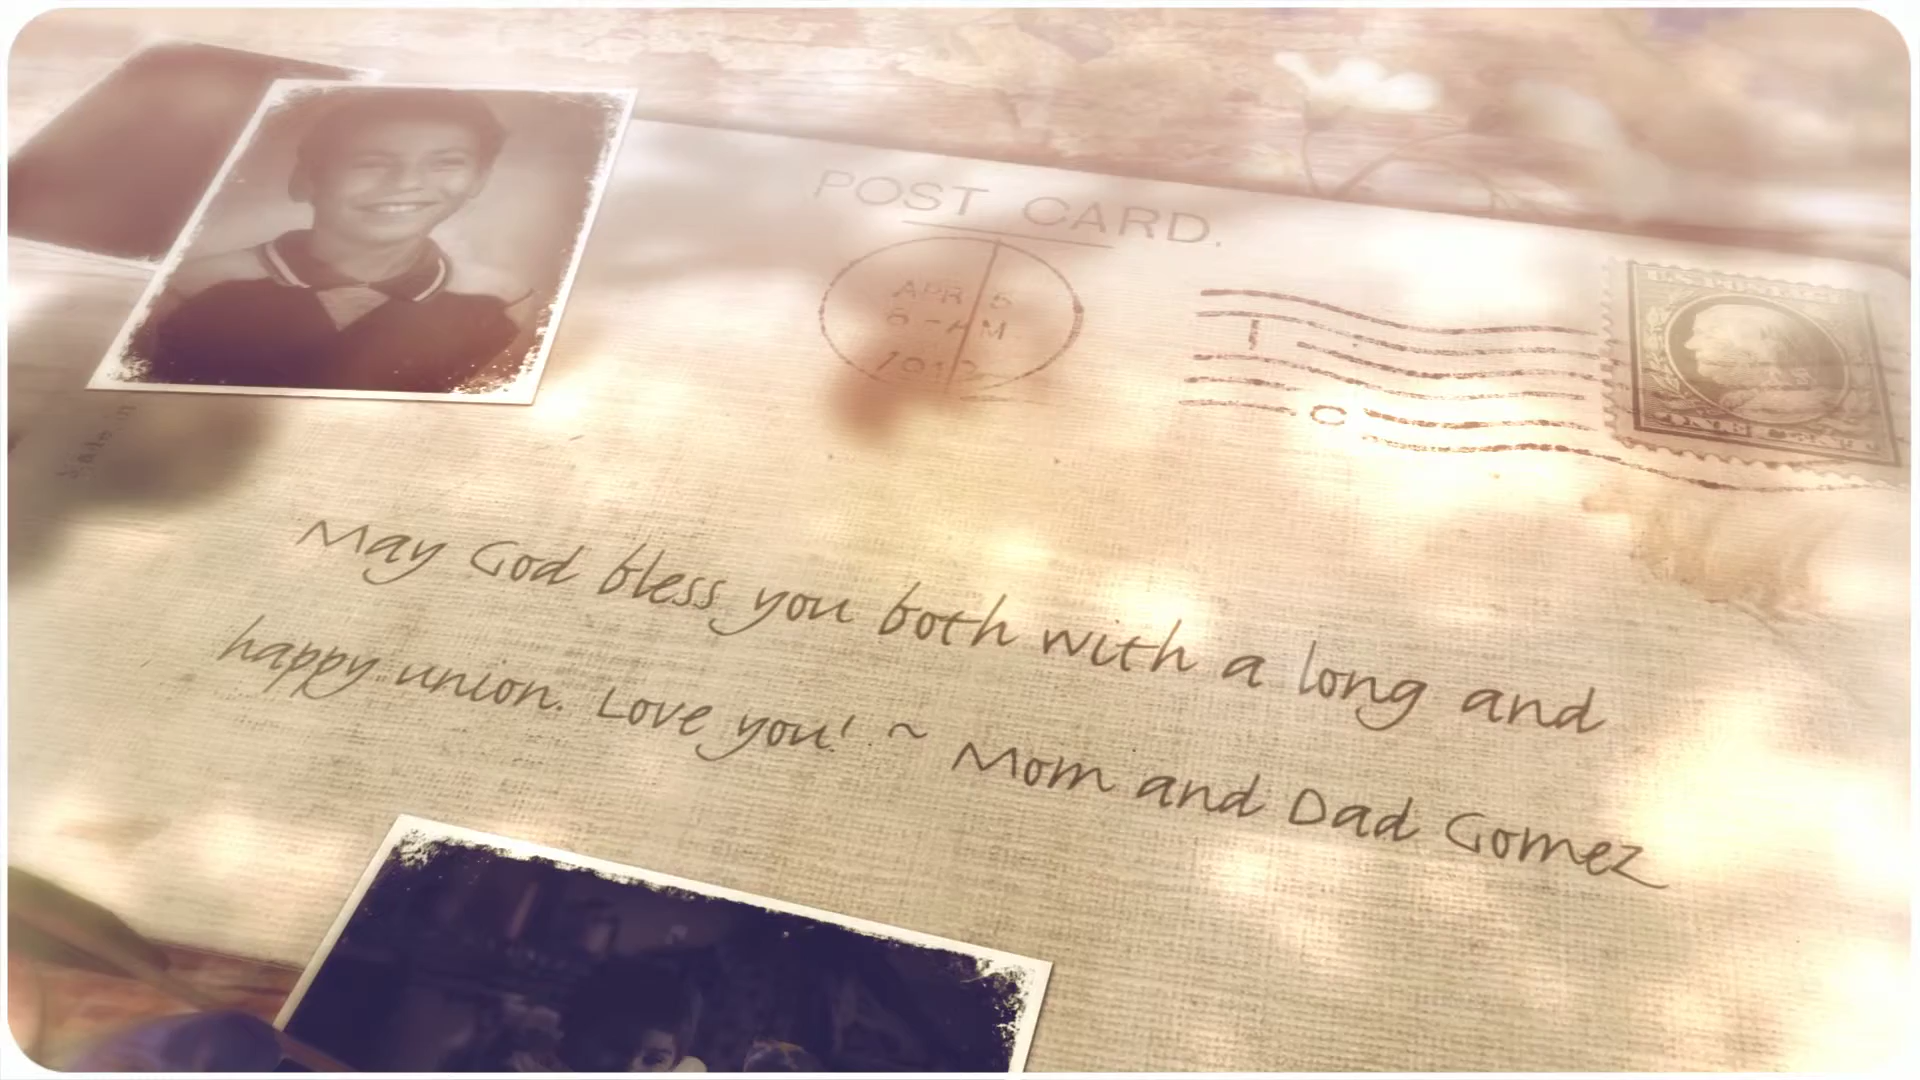 POST CARD.
APR 5
6-AM
May God bless you both with a long and
happy union. Love you! ~ Mom and Dad Gomez